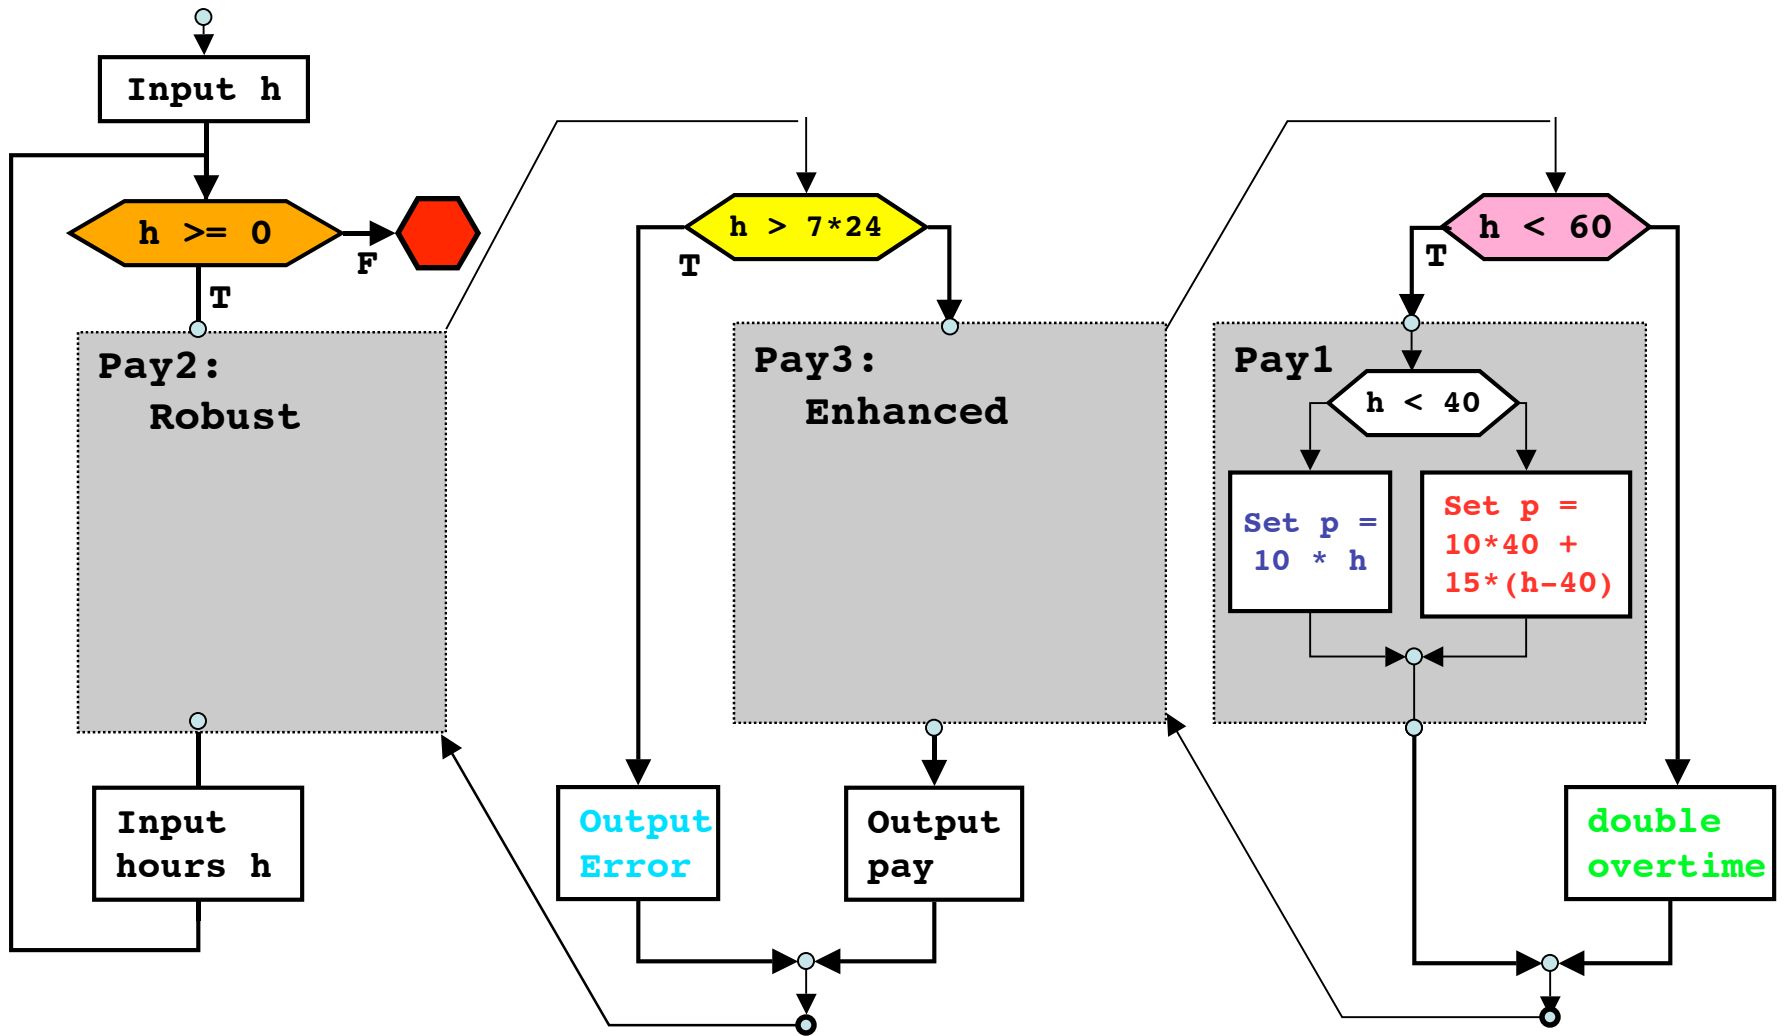 Input h
h >= 0
F
T
Pay2:
Robust
Input
hours h
h > 7*24
T
Pay3:
Enhanced
Output
Error
Output
pay
h < 60
T
Pay1
h < 40
Set p =
10 * h
Set p =
10*40 +
15*(h-40)
double
overtime